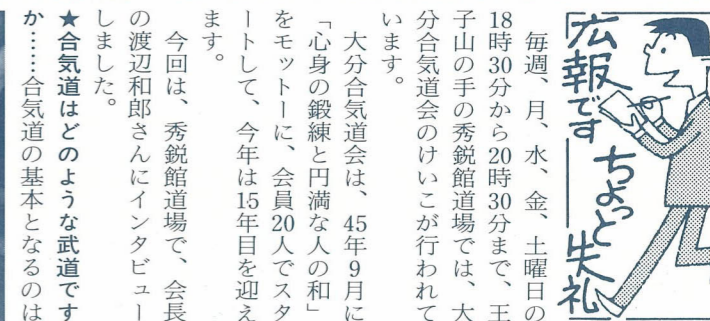 広報です
ちょっと失礼
毎週、月、水、金、土曜日の
18時30分から20時30分まで、王
子山の手の秀鋭館道場では、大
分合気道会のけいこが行われて
います。
大分合気道会は、45年9月に
「心身の鍛練と円満な人の和」
をモットーに、会員20人でスタ
ートして、今年は15年目を迎え
ます。
今回は、秀鋭館道場で、会長
の渡辺和郎さんにインタビュー
しました。
★合気道はどのような武道です
か……合気道の基本となるのは